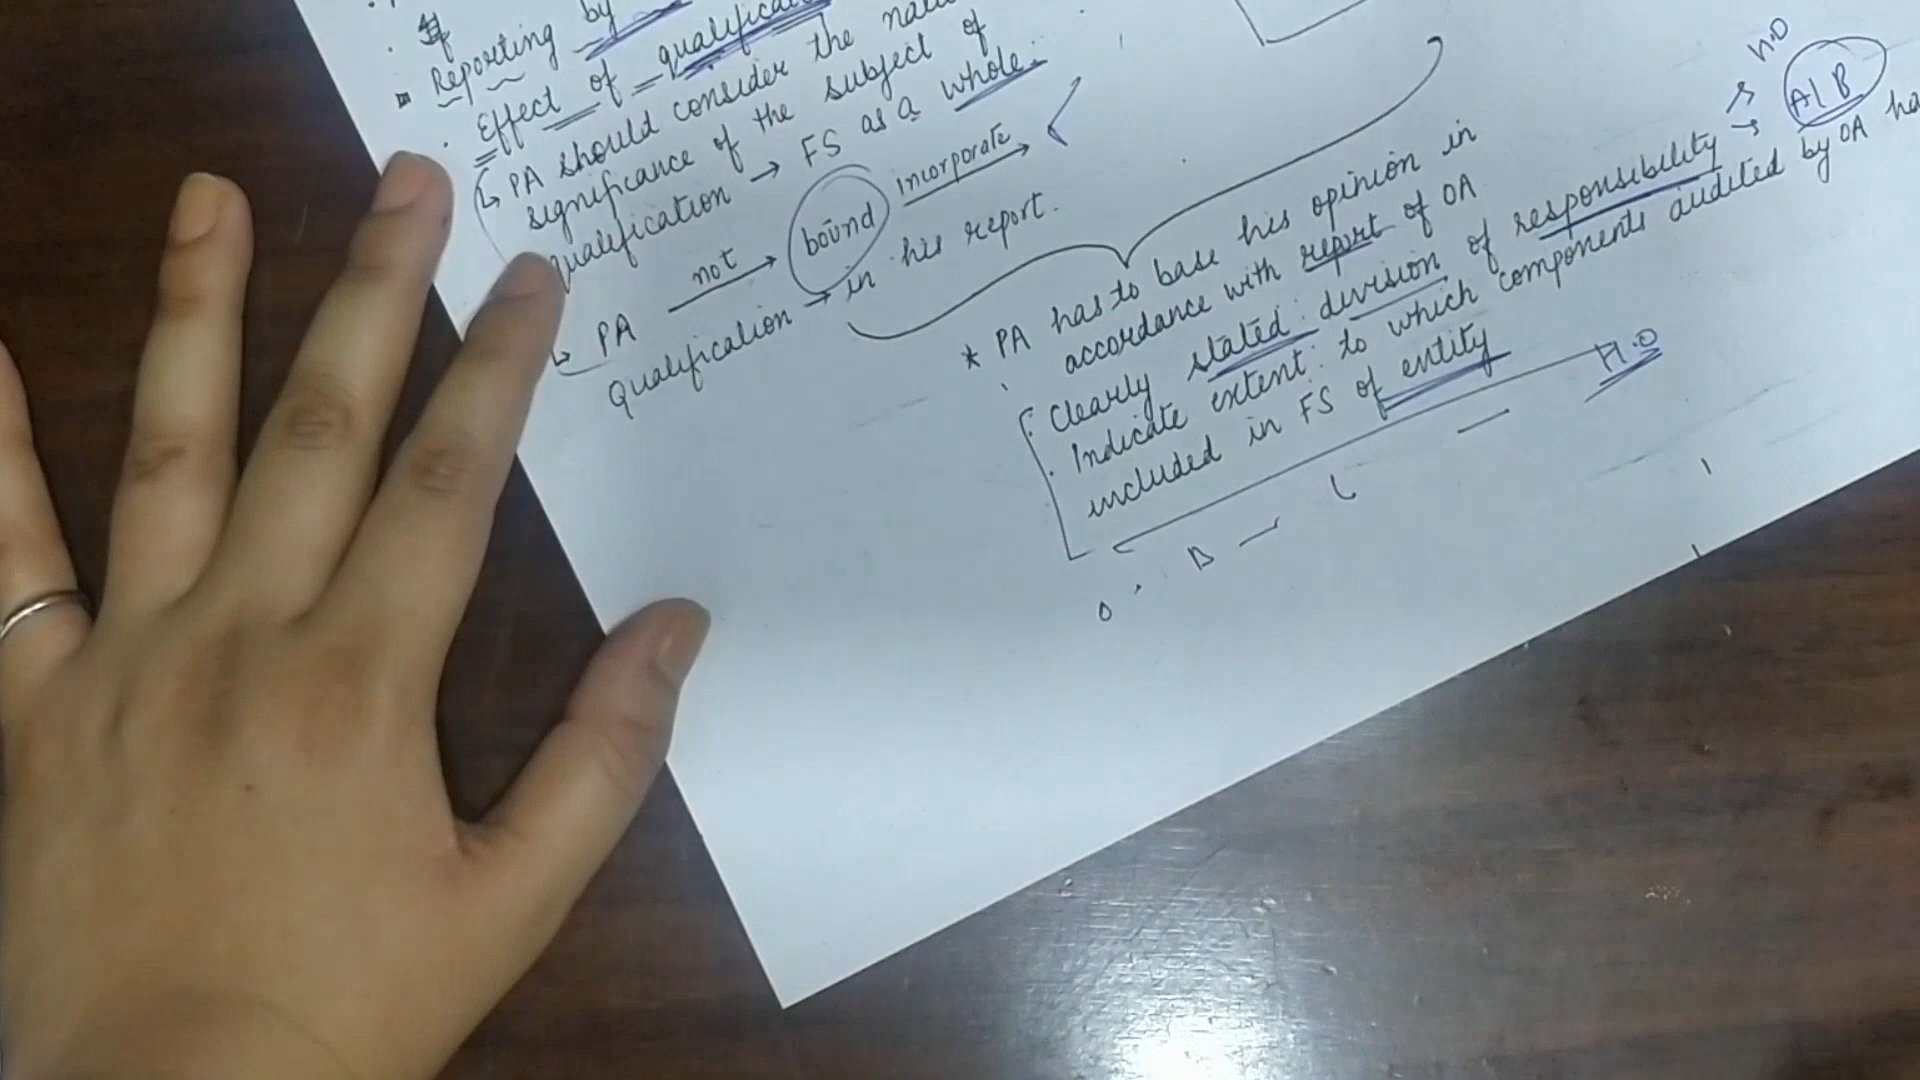 Reporting by
Effect of qualification
PA should consider the
significance of the subject of
qualification → FS as a whole.
PA not → bound incorporate →
Qualification → in his report.
* PA has to base his opinion in
accordance with report of OA
· Clearly stated: division of responsibility → H.O
→ A/B
· Indicate extent: to which components audited by OA
included in FS of entity
H.O
B —